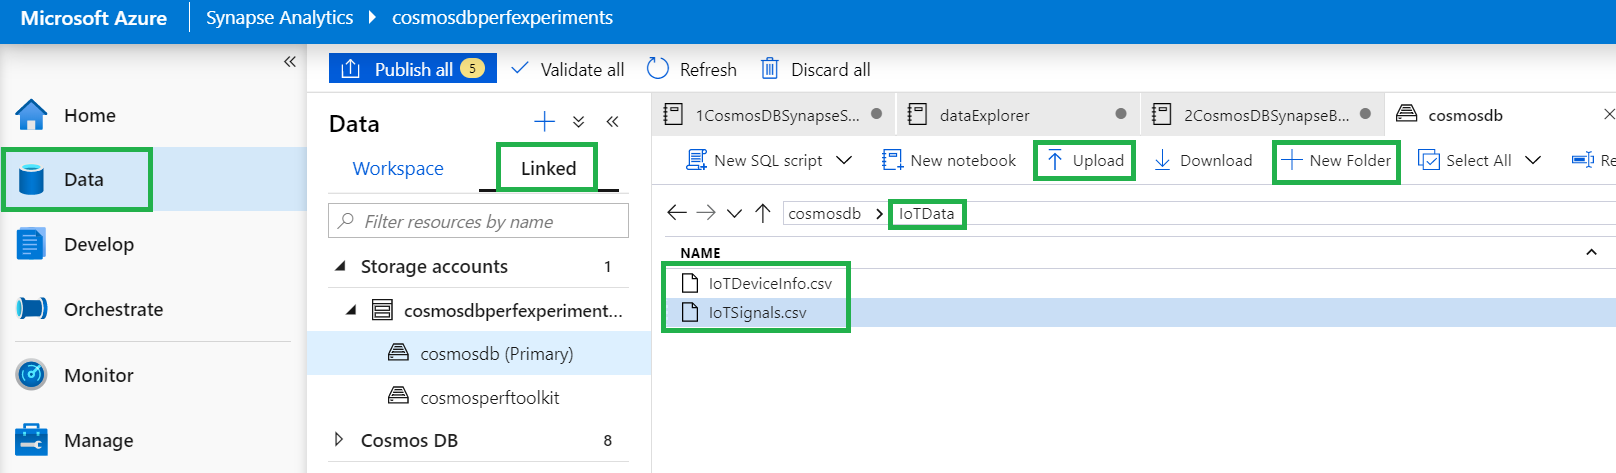 Microsoft Azure Synapse Analytics cosmosdbperfexperiments
Publish all 5 Validate all Refresh Discard all
Home
Data
Develop
Orchestrate
Monitor
Manage
Data
Workspace Linked
Filter resources by name
Storage accounts 1
cosmosdbperfexperiment...
cosmosdb (Primary)
cosmosperftoolkit
Cosmos DB 8
1CosmosDBSynapseS... dataExplorer 2CosmosDBSynapseB... cosmosdb
New SQL script New notebook Upload Download New Folder Select All Re
cosmosdb IoTData
NAME
IoTDeviceInfo.csv
IoTSignals.csv